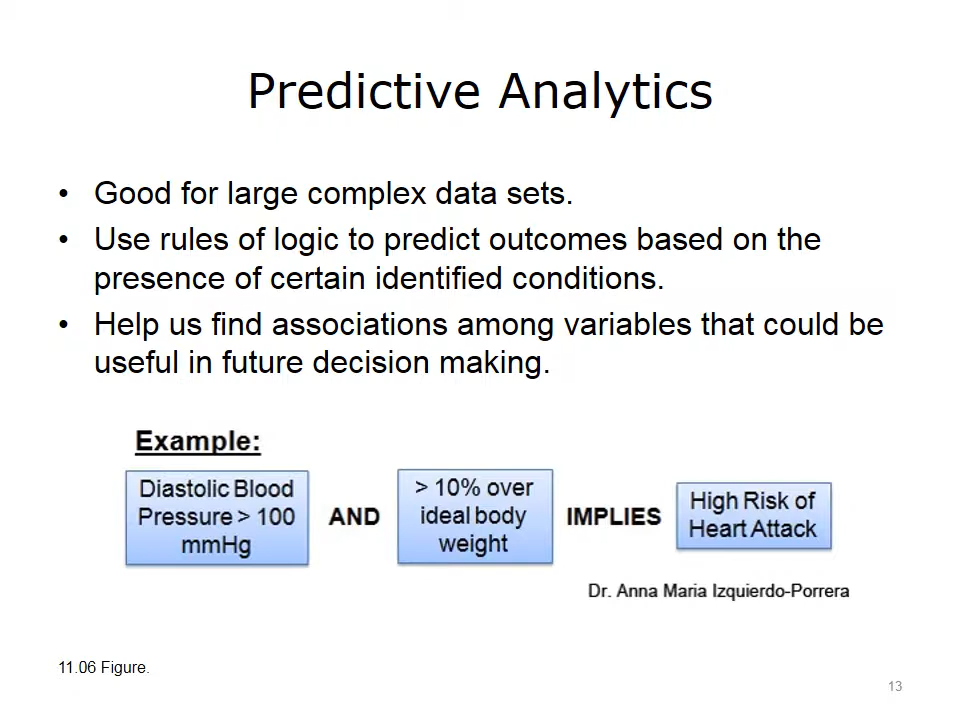 Predictive Analytics
• Good for large complex data sets.
• Use rules of logic to predict outcomes based on the
presence of certain identified conditions.
• Help us find associations among variables that could be
useful in future decision making.
Example:
Diastolic Blood
Pressure > 100
mmHg
AND
> 10% over
ideal body
weight
IMPLIES
High Risk of
Heart Attack
Dr. Anna Maria Izquierdo-Porrera
11.06 Figure.
13